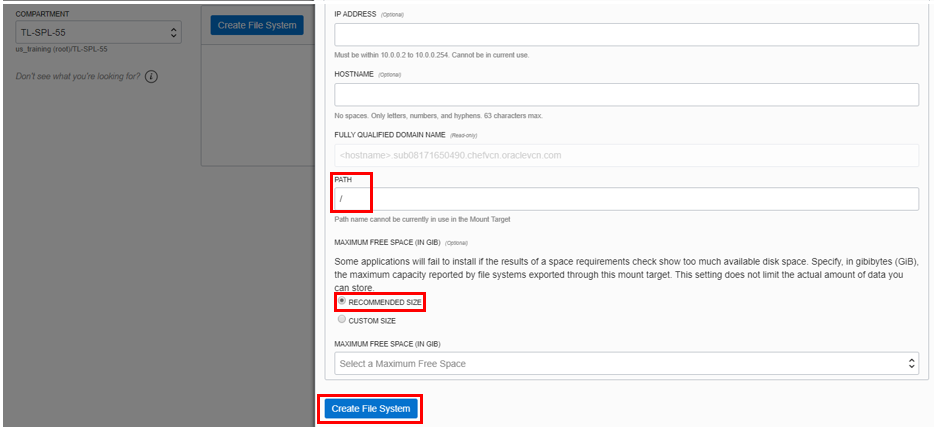 COMPARTMENT
TL-SPL-55
us_training (root)/TL-SPL-55
Don't see what you're looking for? i
Create File System
IP ADDRESS (Optional)
Must be within 10.0.0.2 to 10.0.0.254. Cannot be in current use.
HOSTNAME (Optional)
No spaces. Only letters, numbers, and hyphens. 63 characters max.
FULLY QUALIFIED DOMAIN NAME (Read-only)
<hostname>.sub08171650490.chefvcn.oraclevcn.com
PATH
/
Path name cannot be currently in use in the Mount Target
MAXIMUM FREE SPACE (IN GIB) (Optional)
Some applications will fail to install if the results of a space requirements check show too much available disk space. Specify, in gibibytes (GiB),
the maximum capacity reported by file systems exported through this mount target. This setting does not limit the actual amount of data you
can store.
RECOMMENDED SIZE
CUSTOM SIZE
MAXIMUM FREE SPACE (IN GIB)
Select a Maximum Free Space
Create File System